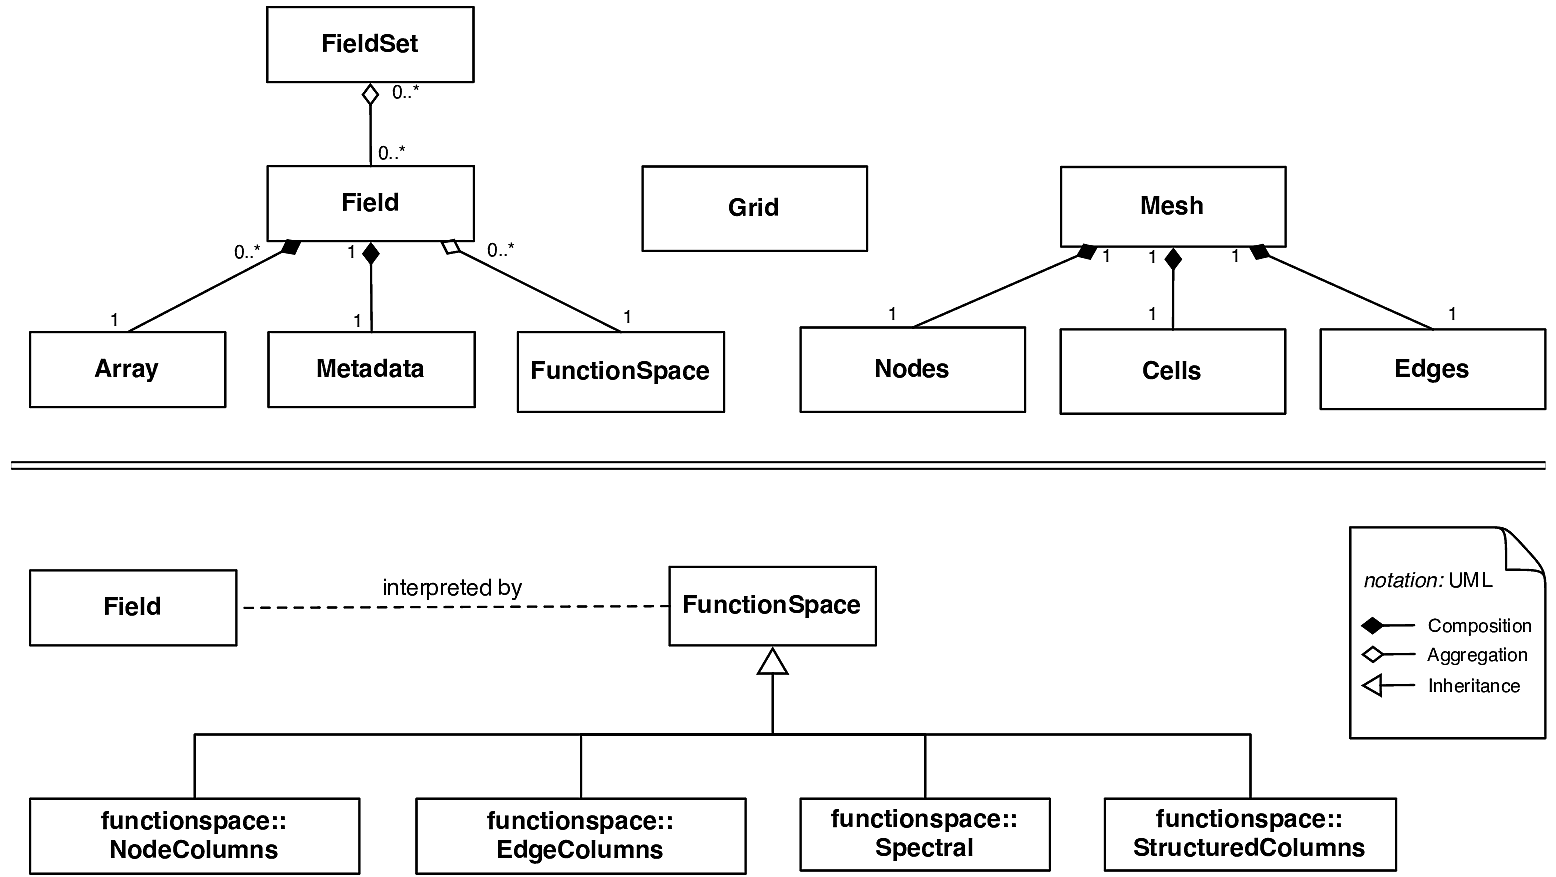 FieldSet
0..*
0..*
Field
Grid
Mesh
0..*
1
0..*
1
1
1
1
1
1
1
1
1
Array
Metadata
FunctionSpace
Nodes
Cells
Edges
Field
interpreted by
FunctionSpace
notation: UML
Composition
Aggregation
Inheritance
functionspace::
NodeColumns
functionspace::
EdgeColumns
functionspace::
Spectral
functionspace::
StructuredColumns